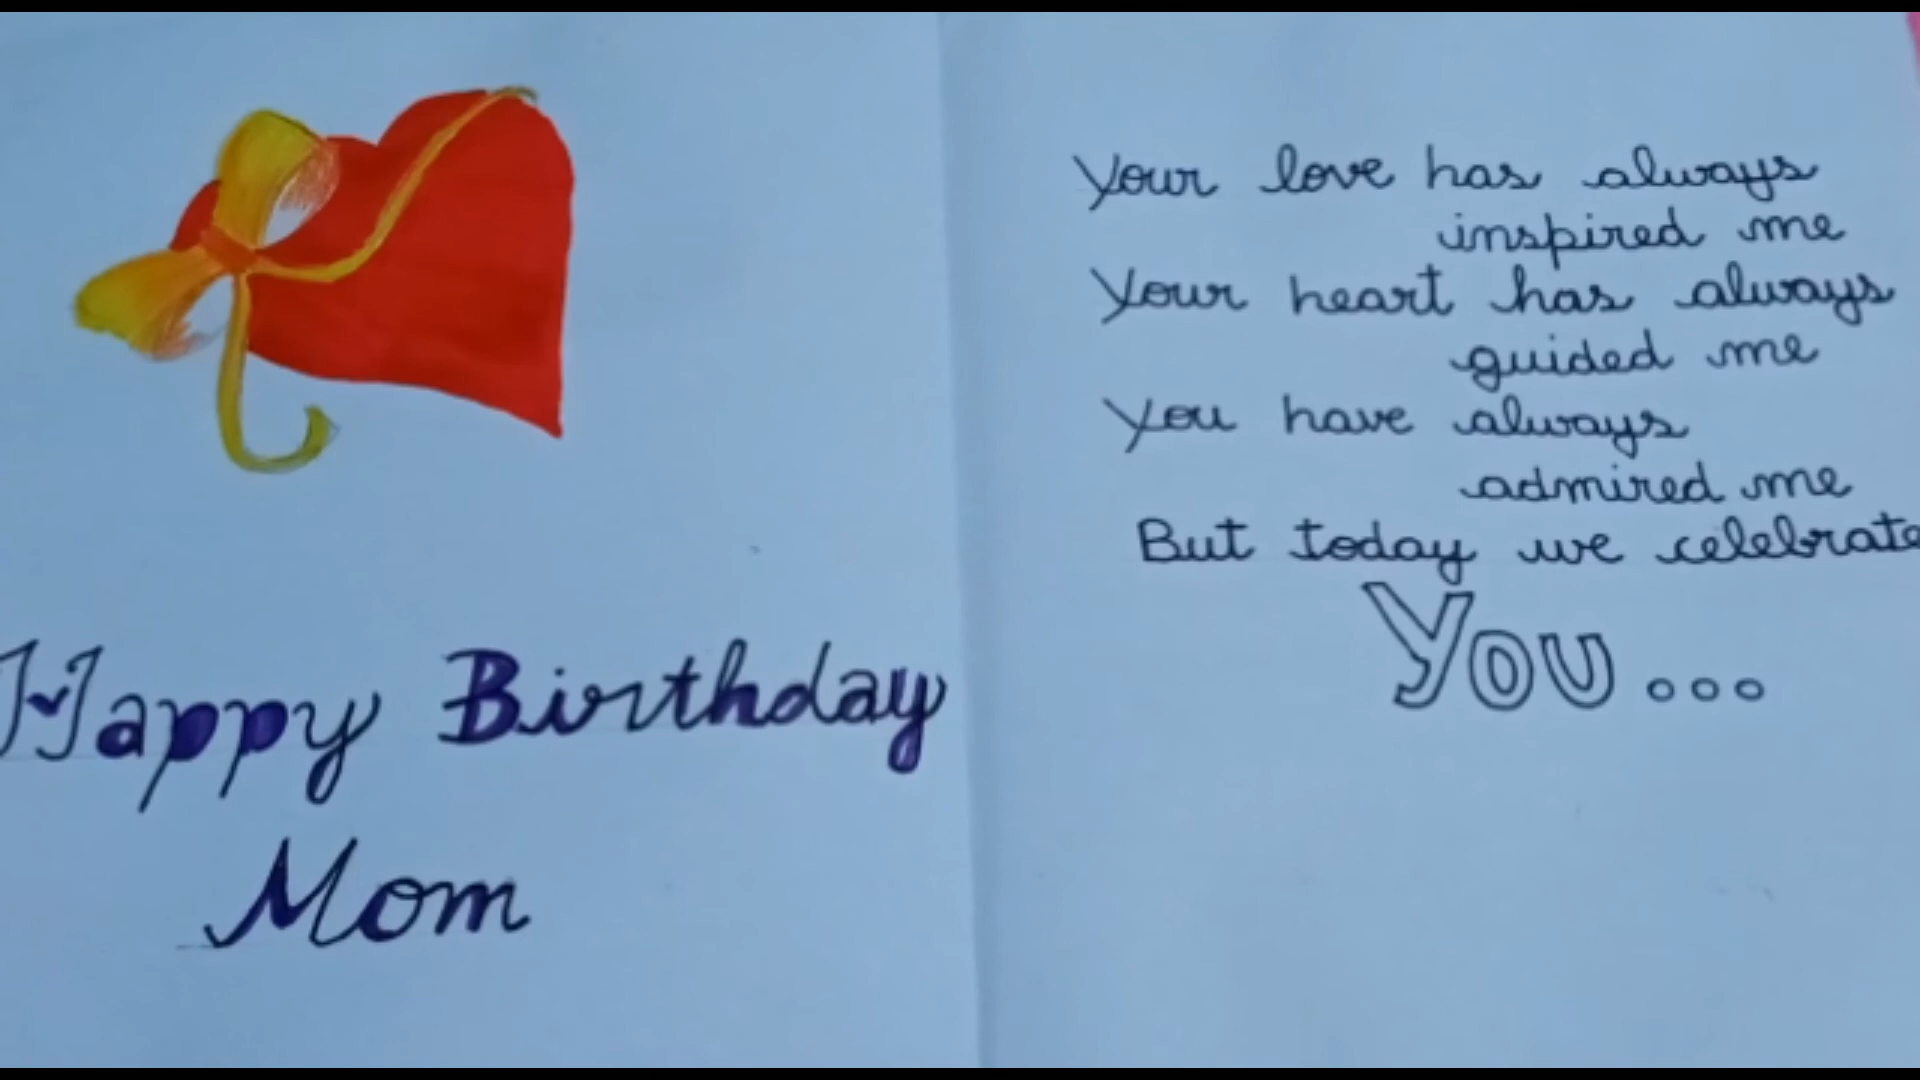 Happy Birthday
Mom
Your love has always
inspired me
Your heart has always
guided me
You have always
admired me
But today we celebrate
You...